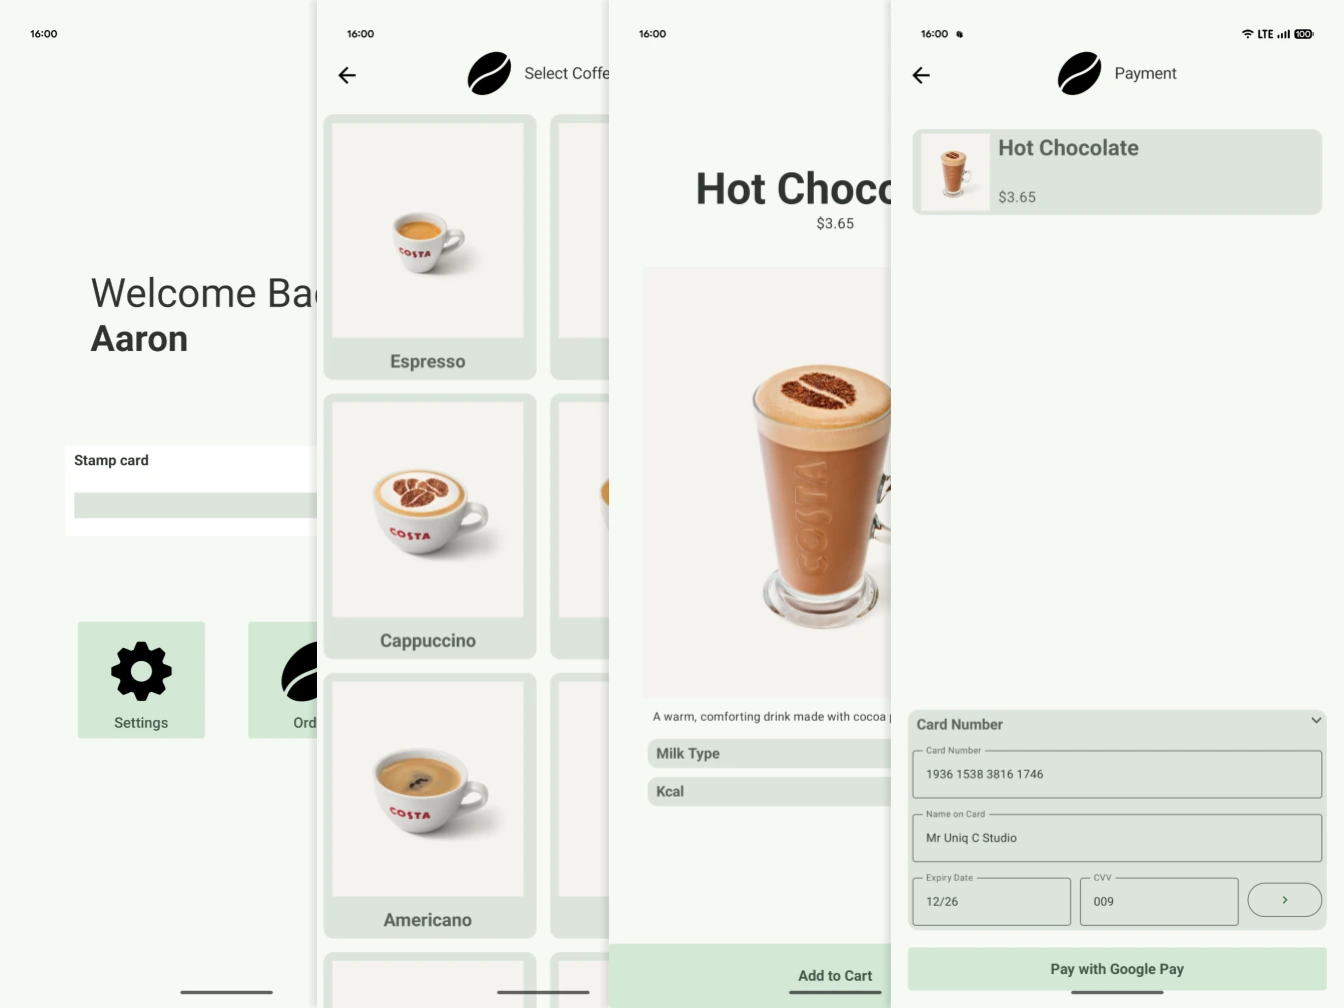 16:00
Welcome Bac
Aaron
Stamp card
Settings
Ord
16:00
Select Coffe
COSTA
Espresso
COSTA
Cappuccino
COSTA
Americano
16:00
Hot Choco
$3.65
COSTA
A warm, comforting drink made with cocoa
Milk Type
Kcal
Add to Cart
16:00
LTE
100
Payment
Hot Chocolate
$3.65
Card Number
Card Number
1936 1538 3816 1746
Name on Card
Mr Uniq C Studio
Expiry Date
12/26
CVV
009
Pay with Google Pay